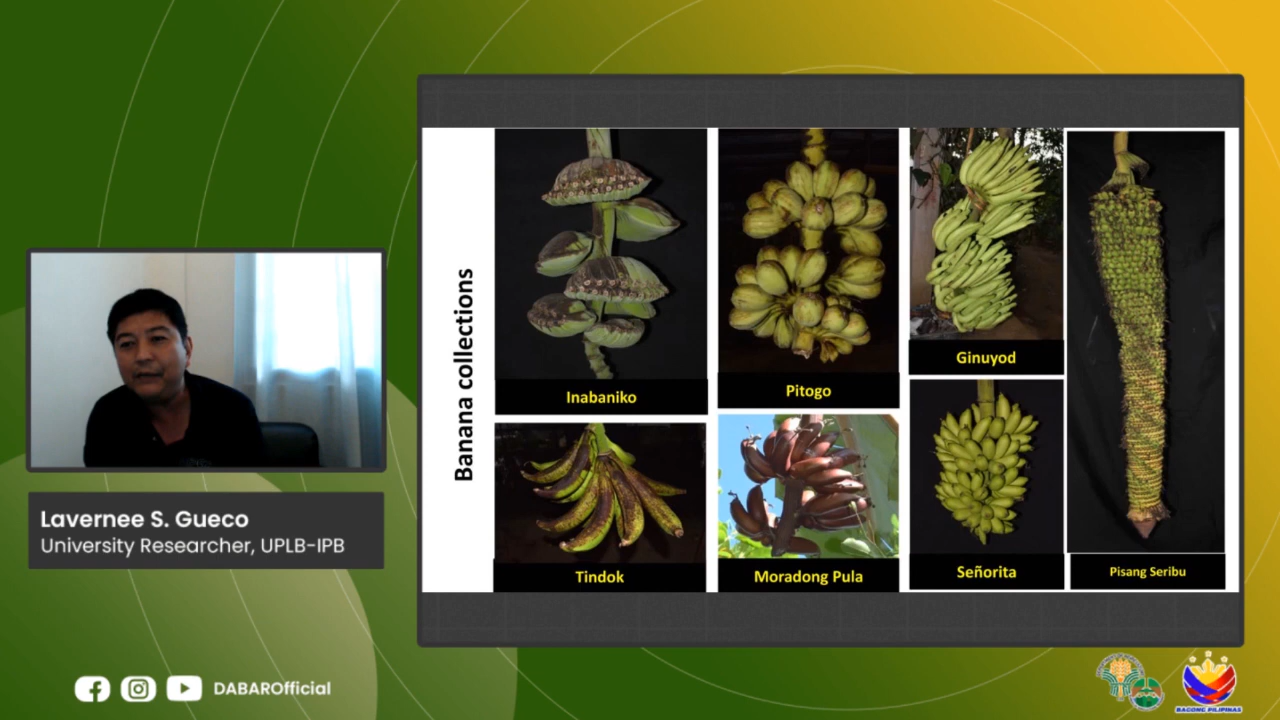 Lavernee S. Gueco
University Researcher, UPLB-IPB
Banana collections
Inabaniko
Pitogo
Ginuyod
Tindok
Moradong Pula
Señorita
Pisang Seribu
DABAROfficial
BAGONG PILIPINAS